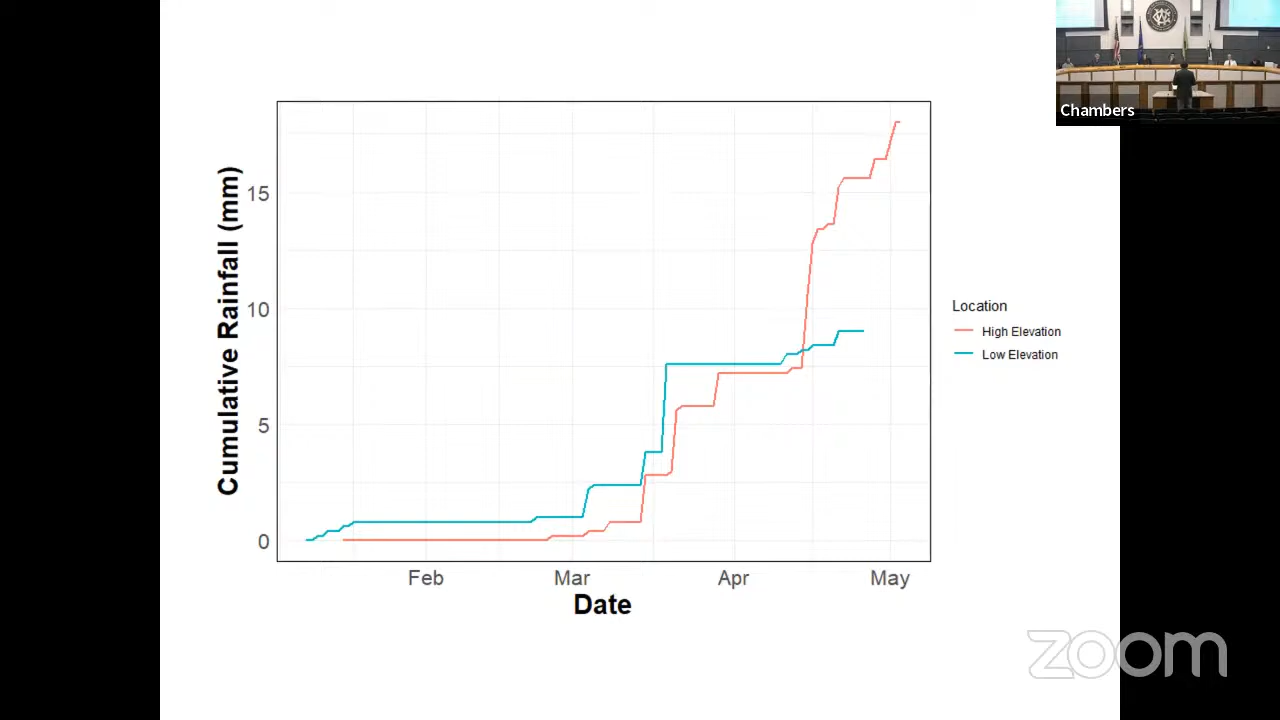 Chambers
Cumulative Rainfall (mm)
15
10
5
0
Feb Mar Apr May
Date
Location
High Elevation
Low Elevation
zoom